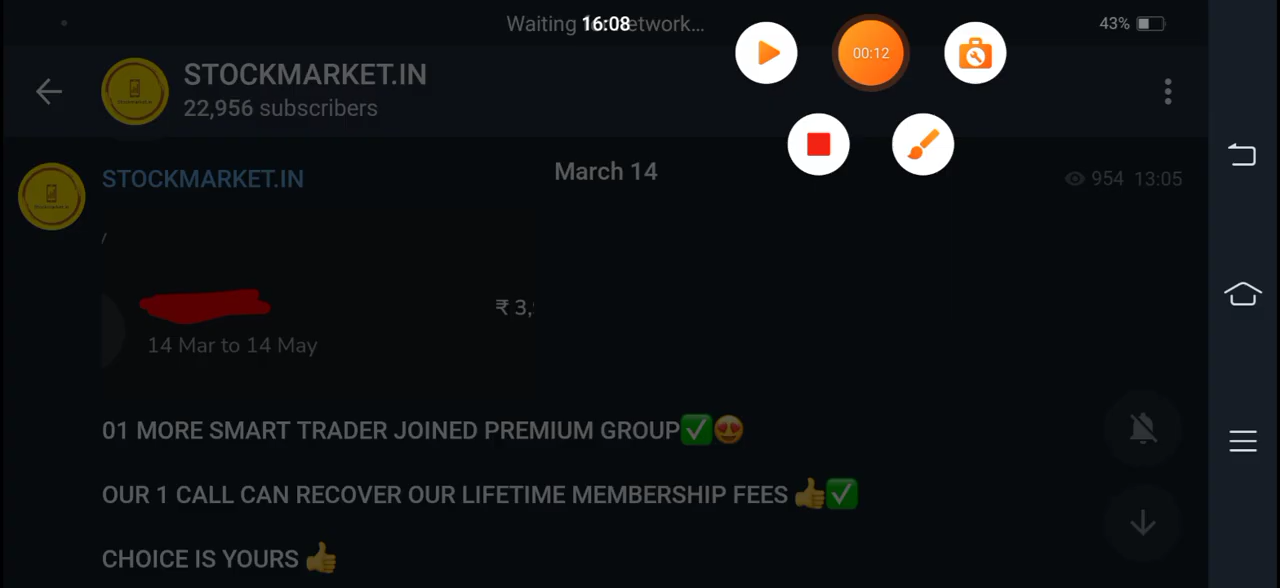 Waiting
16:08
43%
00:12
STOCKMARKET.IN
22,956 subscribers
STOCKMARKET.IN
March 14
954 13:05
₹ 3,
14 Mar to 14 May
01 MORE SMART TRADER JOINED PREMIUM GROUP✅😍
OUR 1 CALL CAN RECOVER OUR LIFETIME MEMBERSHIP FEES 👍✅
CHOICE IS YOURS 👍